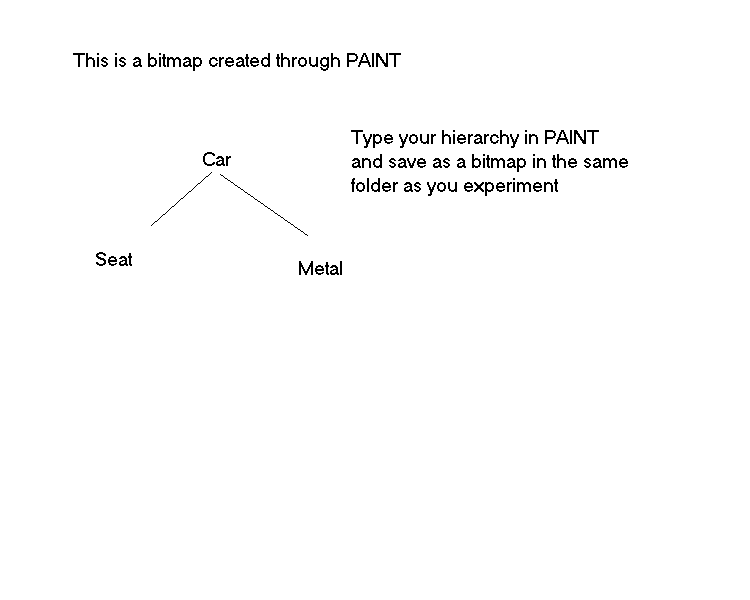 This is a bitmap created through PAINT
Type your hierarchy in PAINT
and save as a bitmap in the same
folder as you experiment
Car
Seat
Metal